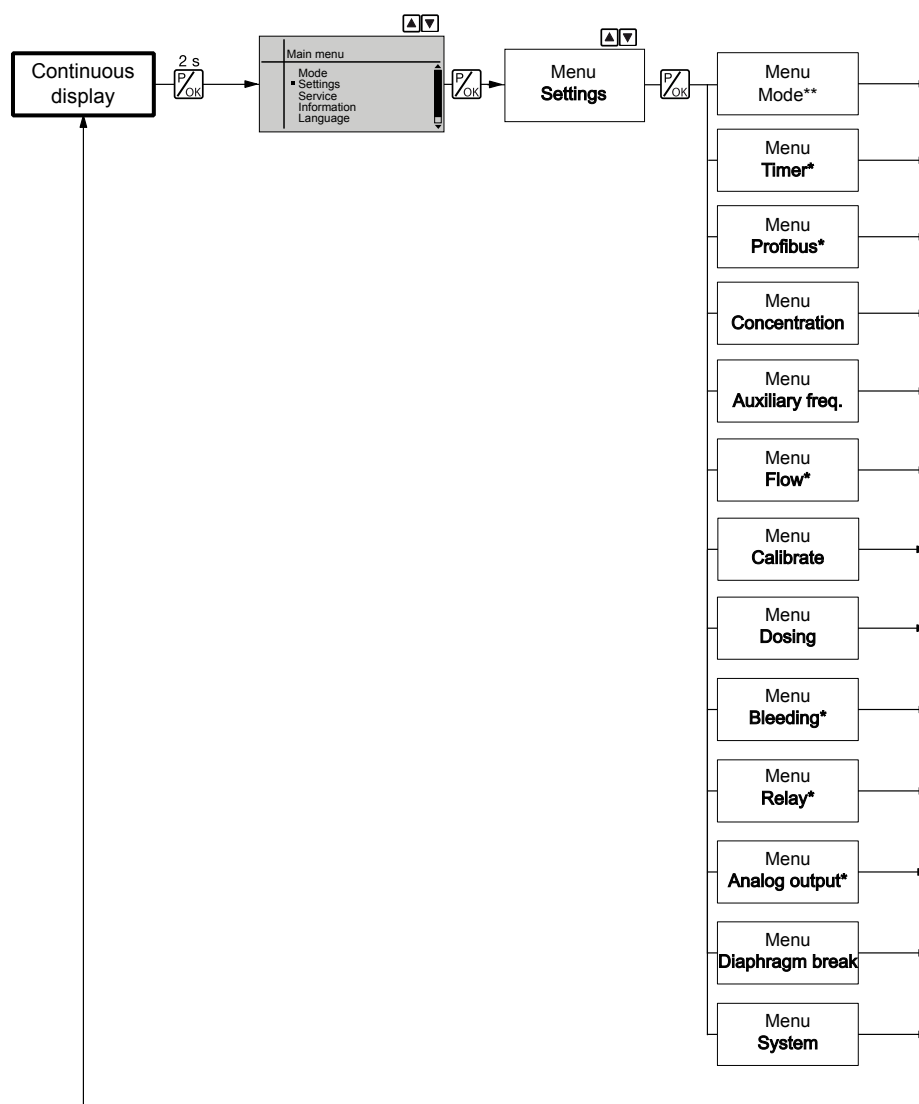 Continuous
display
2 s
P/OK
Main menu
Mode
Settings
Service
Information
Language
P/OK
Menu
Settings
P/OK
Menu
Mode**
Menu
Timer*
Menu
Profibus*
Menu
Concentration
Menu
Auxiliary freq.
Menu
Flow*
Menu
Calibrate
Menu
Dosing
Menu
Bleeding*
Menu
Relay*
Menu
Analog output*
Menu
Diaphragm break
Menu
System